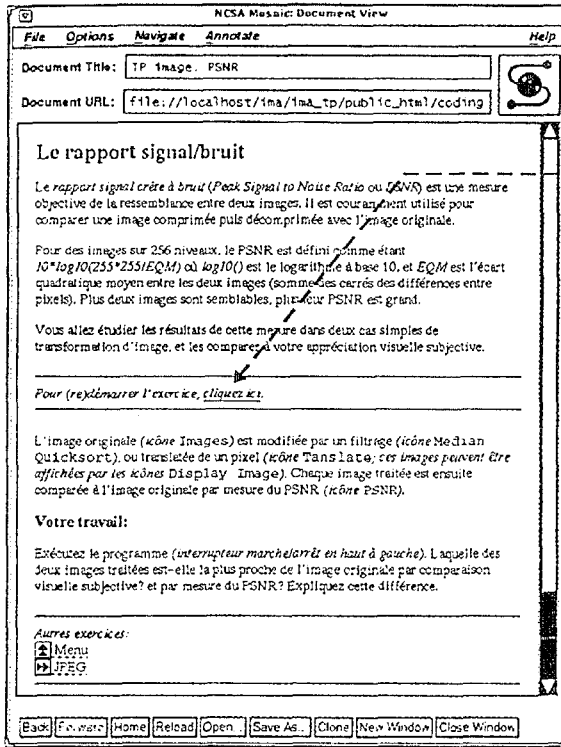 NCSA Mosaic: Document View
File Options Navigate Annotate Help
Document Title: TP image. PSNR
Document URL: file://localhost/ima/ima_tp/public_html/coding
Le rapport signal/bruit
Le rapport signal crête à bruit (Peak Signal to Noise Ratio ou PSNR) est une mesure
objective de la ressemblance entre deux images. Il est couramment utilisé pour
comparer une image comprimée puis décomprimée avec l'image originale.
Pour des images sur 256 niveaux, le PSNR est défini comme étant
10*log10(255*255/EQM) où log10() est le logarithme à base 10, et EQM est l'écart
quadratique moyen entre les deux images (somme des carrés des différences entre
pixels). Plus deux images sont semblables, plus leur PSNR est grand.
Vous allez étudier les résultats de cette mesure dans deux cas simples de
transformation d'image, et les comparer à votre appréciation visuelle subjective.
Pour (re)démarrer l'exercice, cliquez ici.
L'image originale (icône Images) est modifiée par un filtrage (icône Median
Quicksort), ou translatée de un pixel (icône Tanslate; ces images peuvent être
affichées par les icônes Display Image). Chaque image traitée est ensuite
comparée à l'image originale par mesure du PSNR (icône PSNR).
Votre travail:
Exécutez le programme (interrupteur marche/arrêt en haut à gauche). Laquelle des
deux images traitées est-elle la plus proche de l'image originale par comparaison
visuelle subjective? et par mesure du PSNR? Expliquez cette différence.
Autres exercices:
Menu
JPEG
Back Forward Home Reload Open... Save As... Clone New Window Close Window